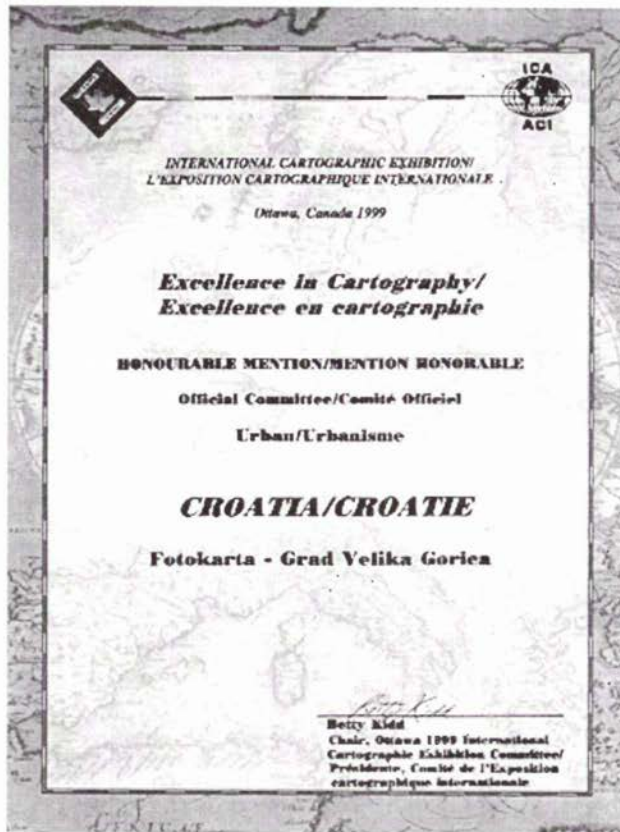 ICA
ACI
INTERNATIONAL CARTOGRAPHIC EXHIBITION/
L'EXPOSITION CARTOGRAPHIQUE INTERNATIONALE
Ottawa, Canada 1999
Excellence in Cartography/
Excellence en cartographie
HONOURABLE MENTION/MENTION HONORABLE
Official Committee/Comité Officiel
Urban/Urbanisme
CROATIA/CROATIE
Fotokarta - Grad Velika Gorica
Betty Kidd
Betty Kidd
Chair, Ottawa 1999 International
Cartographic Exhibition Committee/
Présidente, Comité de l'Exposition
cartographique internationale